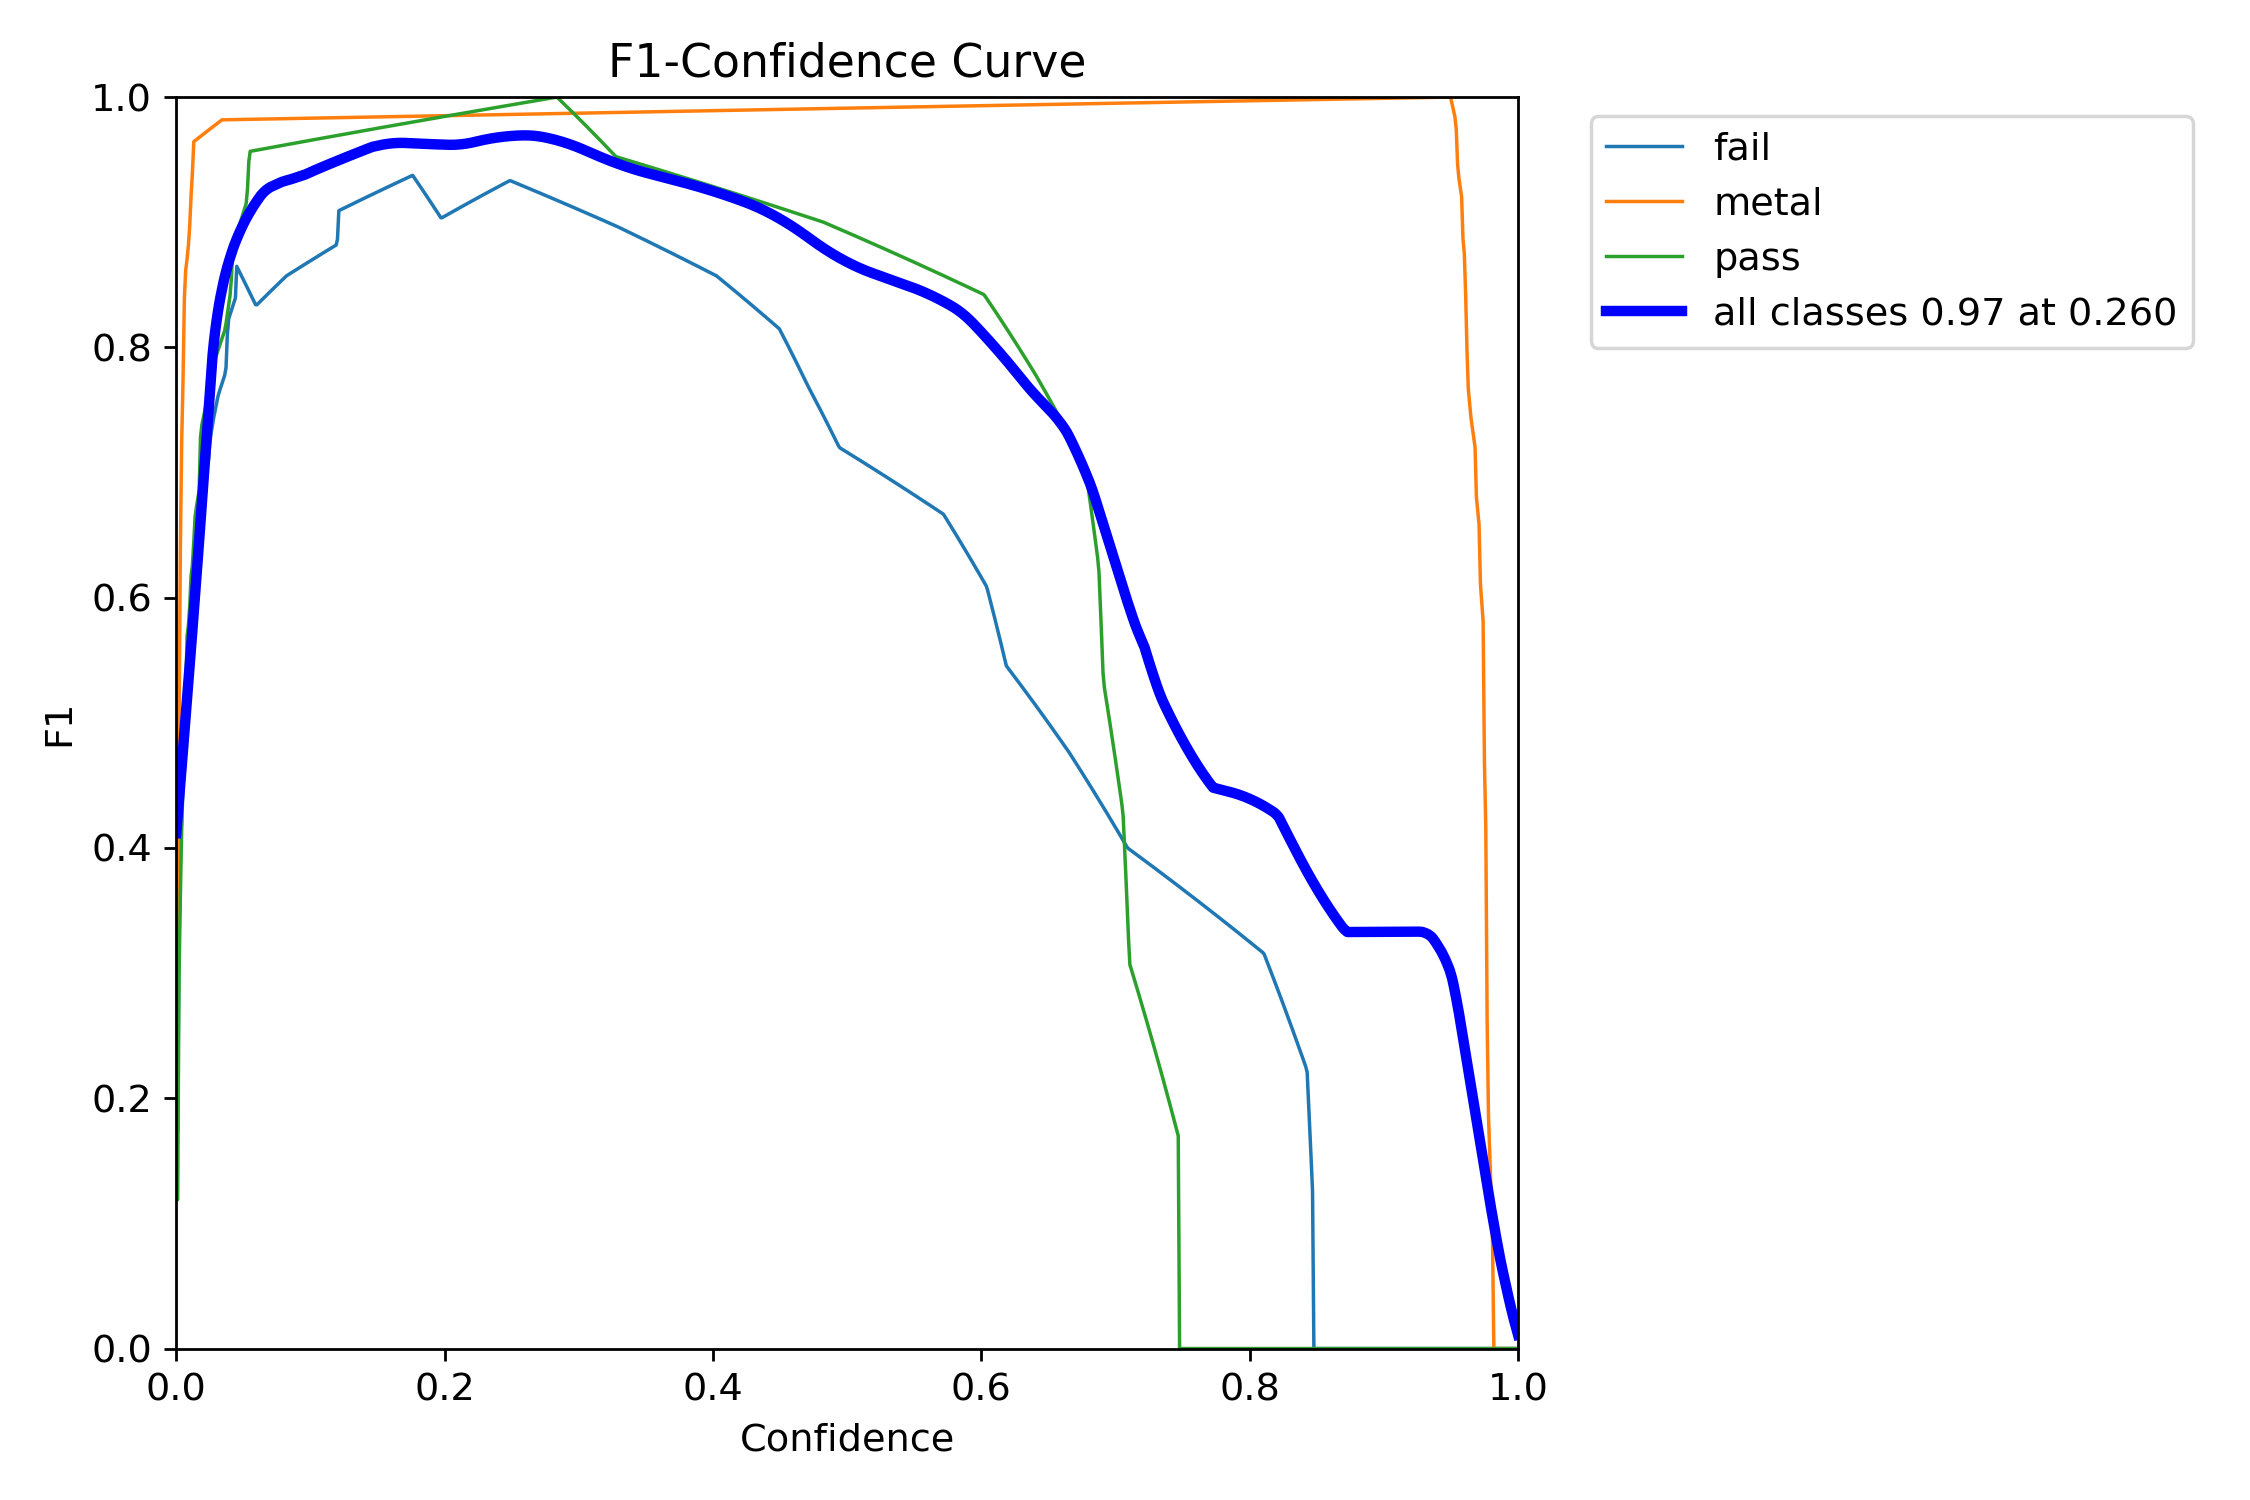 F1-Confidence Curve
1.0
0.8
0.6
0.4
0.2
0.0
F1
0.0 0.2 0.4 0.6 0.8 1.0
Confidence
fail
metal
pass
all classes 0.97 at 0.260